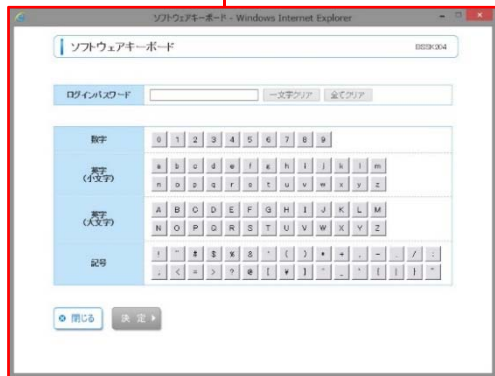 ソフトウェアキーボード - Windows Internet Explorer
ソフトウェアキーボード
BSSK004
ログインパスワード
一文字クリア 全てクリア
数字 0 1 2 3 4 5 6 7 8 9
英字
(小文字)
a b c d e f g h i j k l m
n o p q r s t u v w x y z
英字
(大文字)
A B C D E F G H I J K L M
N O P Q R S T U V W X Y Z
記号
! " # $ % & ' ( ) * + , - . / :
; < = > ? @ [ ¥ ] ^ _ ` { | } ~
閉じる 決定